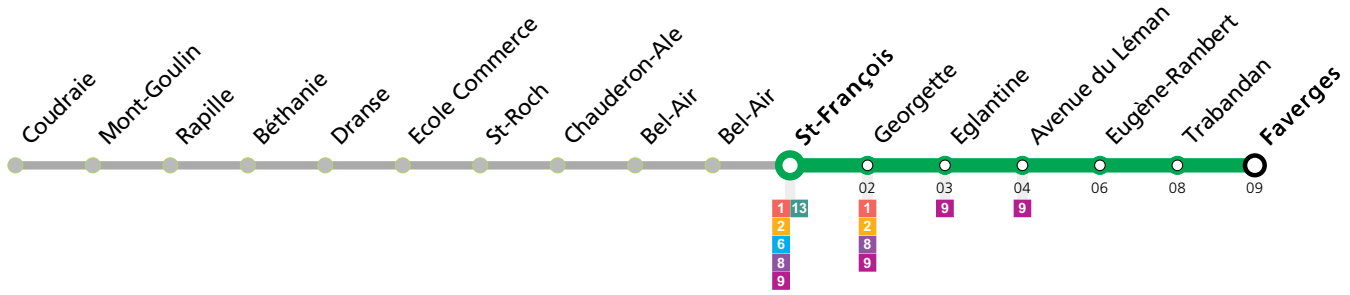 Coudraie
Mont-Goulin
Rapille
Béthanie
Dranse
Ecole Commerce
St-Roch
Chauderon-Ale
Bel-Air
Bel-Air
St-François
Georgette
Eglantine
Avenue du Léman
Eugène-Rambert
Trabandan
Faverges
02 03 04 06 08 09
1 13 1 9 9
2 2
6 8
8 9
9